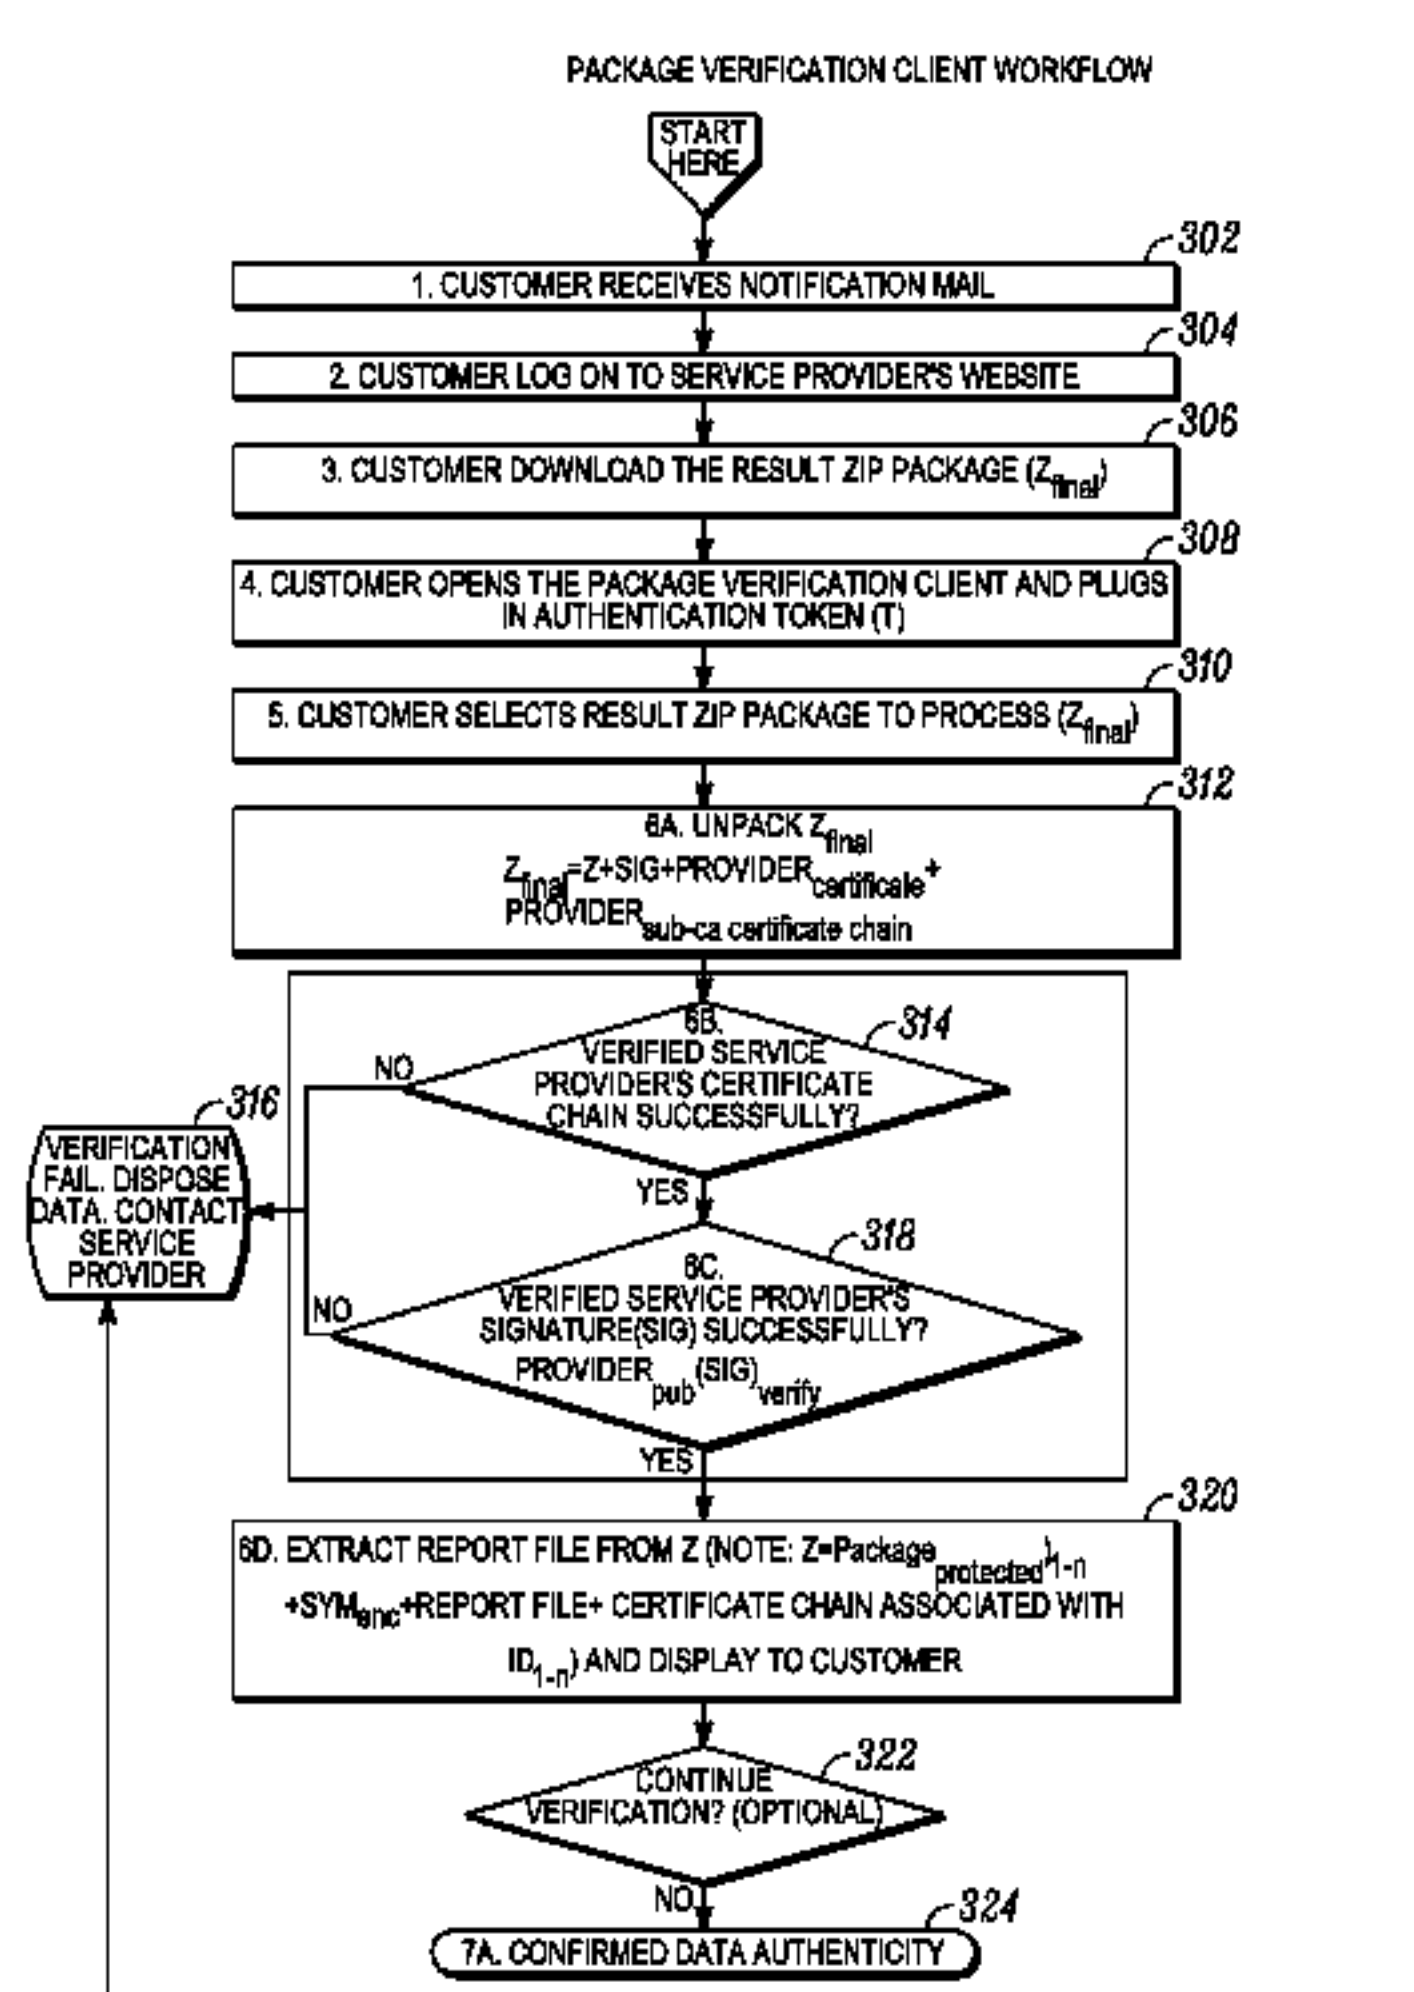 PACKAGE VERIFICATION CLIENT WORKFLOW
START
HERE
302
1. CUSTOMER RECEIVES NOTIFICATION MAIL
304
2. CUSTOMER LOG ON TO SERVICE PROVIDER'S WEBSITE
306
3. CUSTOMER DOWNLOAD THE RESULT ZIP PACKAGE (Zfinal)
308
4. CUSTOMER OPENS THE PACKAGE VERIFICATION CLIENT AND PLUGS
IN AUTHENTICATION TOKEN (T)
310
5. CUSTOMER SELECTS RESULT ZIP PACKAGE TO PROCESS (Zfinal)
312
6A. UNPACK Zfinal
Zfinal=Z+SIG+PROVIDERcertificate+
PROVIDERsub-ca certificate chain
314
6B.
VERIFIED SERVICE
PROVIDER'S CERTIFICATE
CHAIN SUCCESSFULLY?
NO
YES
316
VERIFICATION
FAIL. DISPOSE
DATA. CONTACT
SERVICE
PROVIDER
318
6C.
VERIFIED SERVICE PROVIDER'S
SIGNATURE(SIG) SUCCESSFULLY?
PROVIDERpub(SIG)verify
NO
YES
320
6D. EXTRACT REPORT FILE FROM Z (NOTE: Z=Packageprotected)1-n
+SYMenc+REPORT FILE+ CERTIFICATE CHAIN ASSOCIATED WITH
ID1-n) AND DISPLAY TO CUSTOMER
322
CONTINUE
VERIFICATION? (OPTIONAL)
NO
324
7A. CONFIRMED DATA AUTHENTICITY